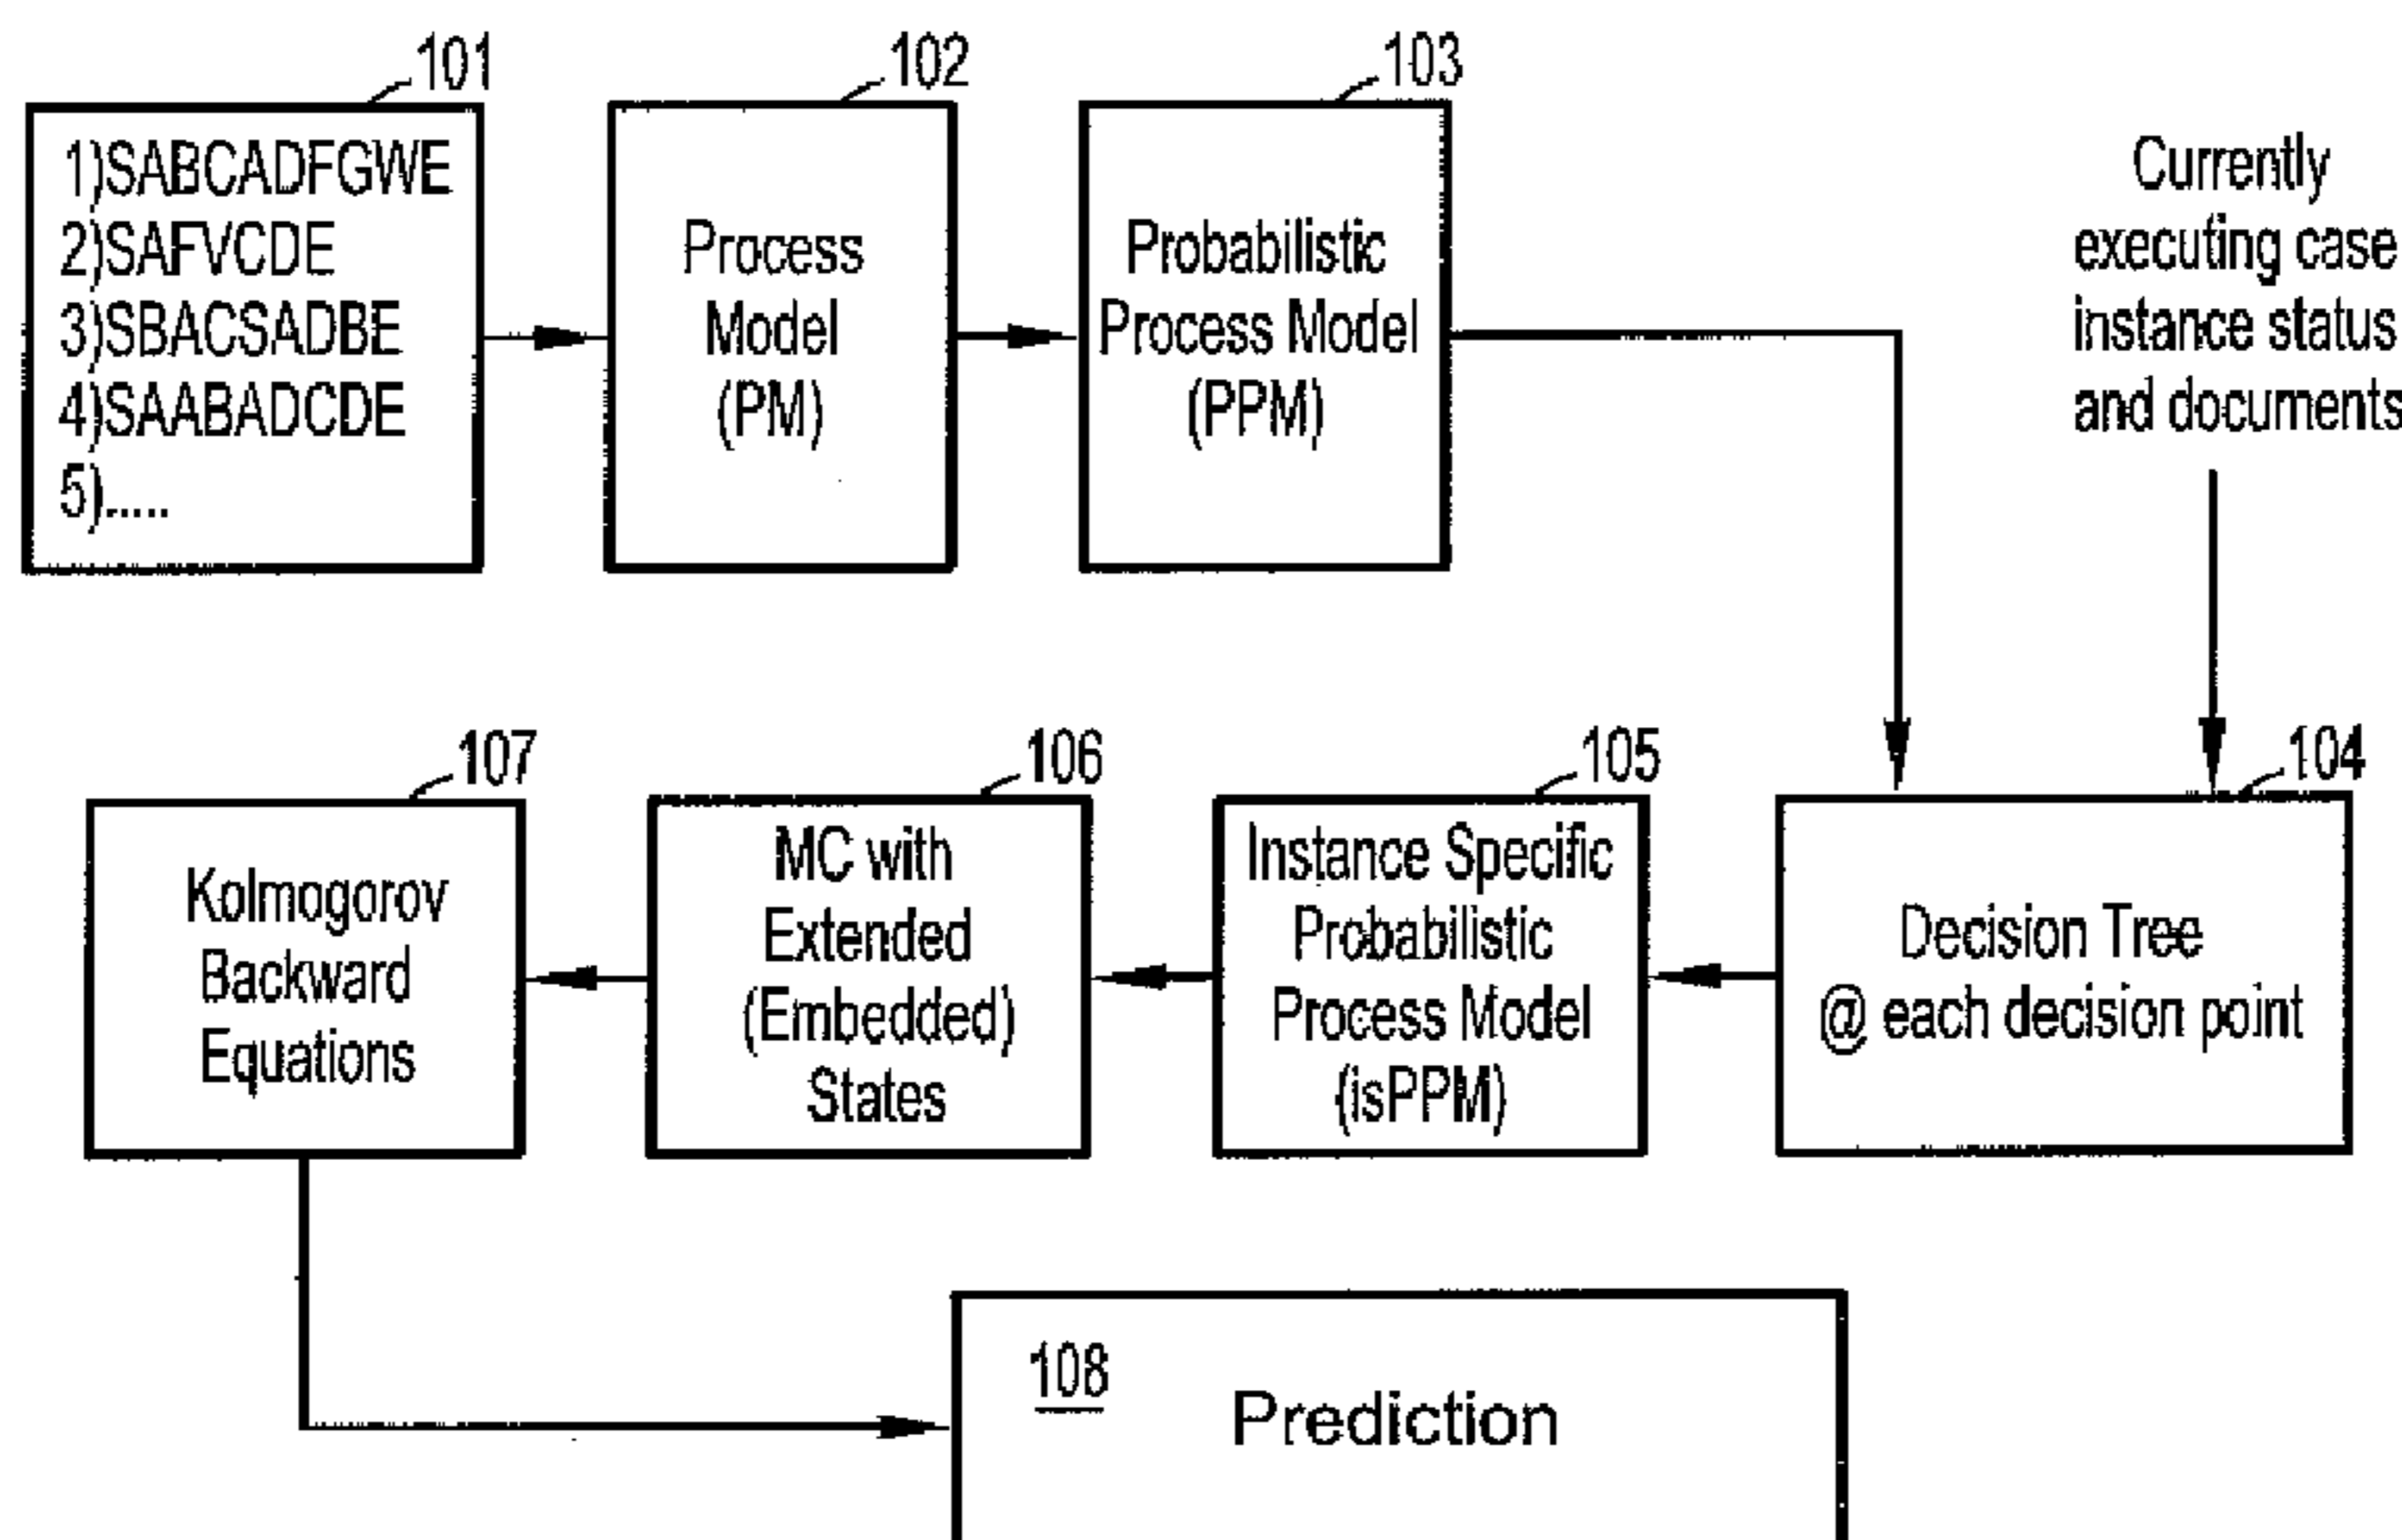 101
1)SABCADFGWE
2)SAFVCDE
3)SBACSADBE
4)SAABADCDE
5).....
102
Process
Model
(PM)
103
Probabilistic
Process Model
(PPM)
Currently
executing case
instance status
and documents
104
Decision Tree
@ each decision point
105
Instance Specific
Probabilistic
Process Model
(isPPM)
106
MC with
Extended
(Embedded)
States
107
Kolmogorov
Backward
Equations
108
Prediction